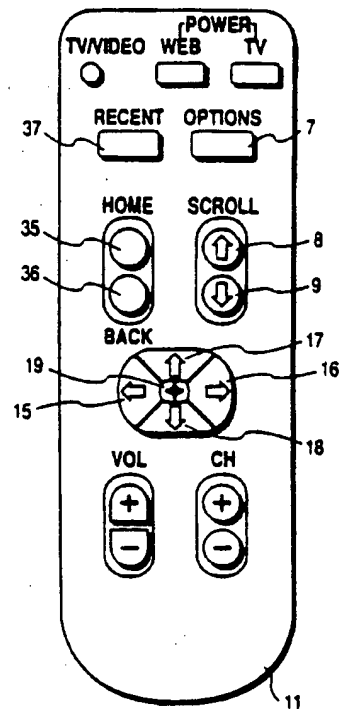 POWER
TV/VIDEO WEB TV
RECENT OPTIONS
37 7
HOME SCROLL
35 8
36 9
BACK 17
19 16
15 18
VOL CH
+ +
− −
11